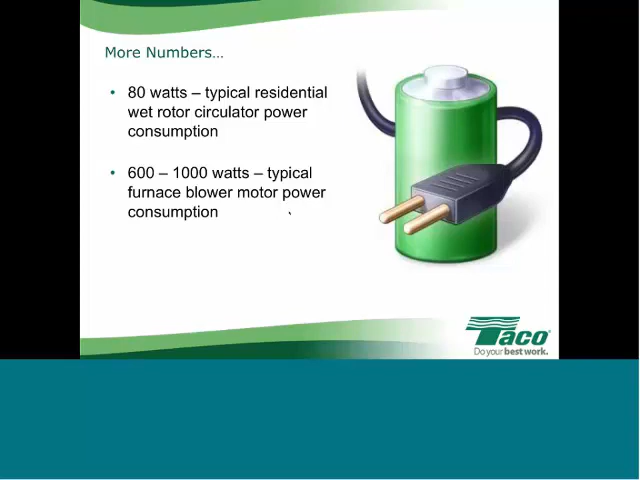 More Numbers…
• 80 watts – typical residential
wet rotor circulator power
consumption
• 600 – 1000 watts – typical
furnace blower motor power
consumption
Taco®
Do your best work.